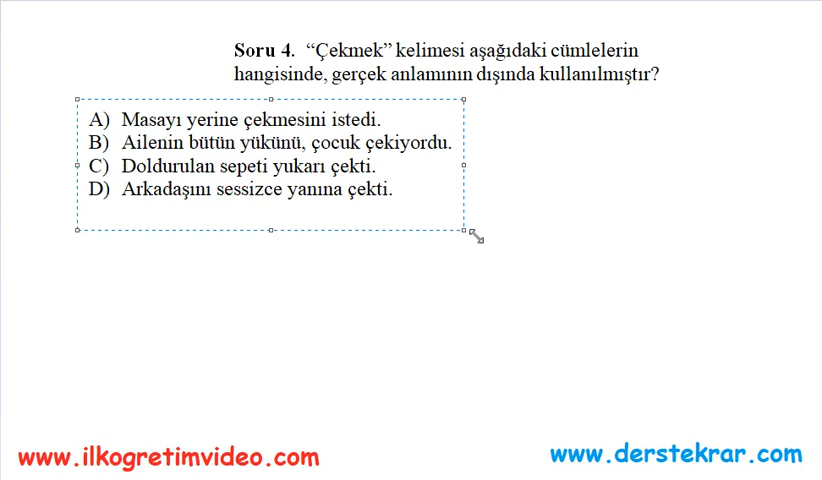 Soru 4. “Çekmek” kelimesi aşağıdaki cümlelerin
hangisinde, gerçek anlamının dışında kullanılmıştır?
A) Masayı yerine çekmesini istedi.
B) Ailenin bütün yükünü, çocuk çekiyordu.
C) Doldurulan sepeti yukarı çekti.
D) Arkadaşını sessizce yanına çekti.
www.ilkogretimvideo.com
www.derstekrar.com